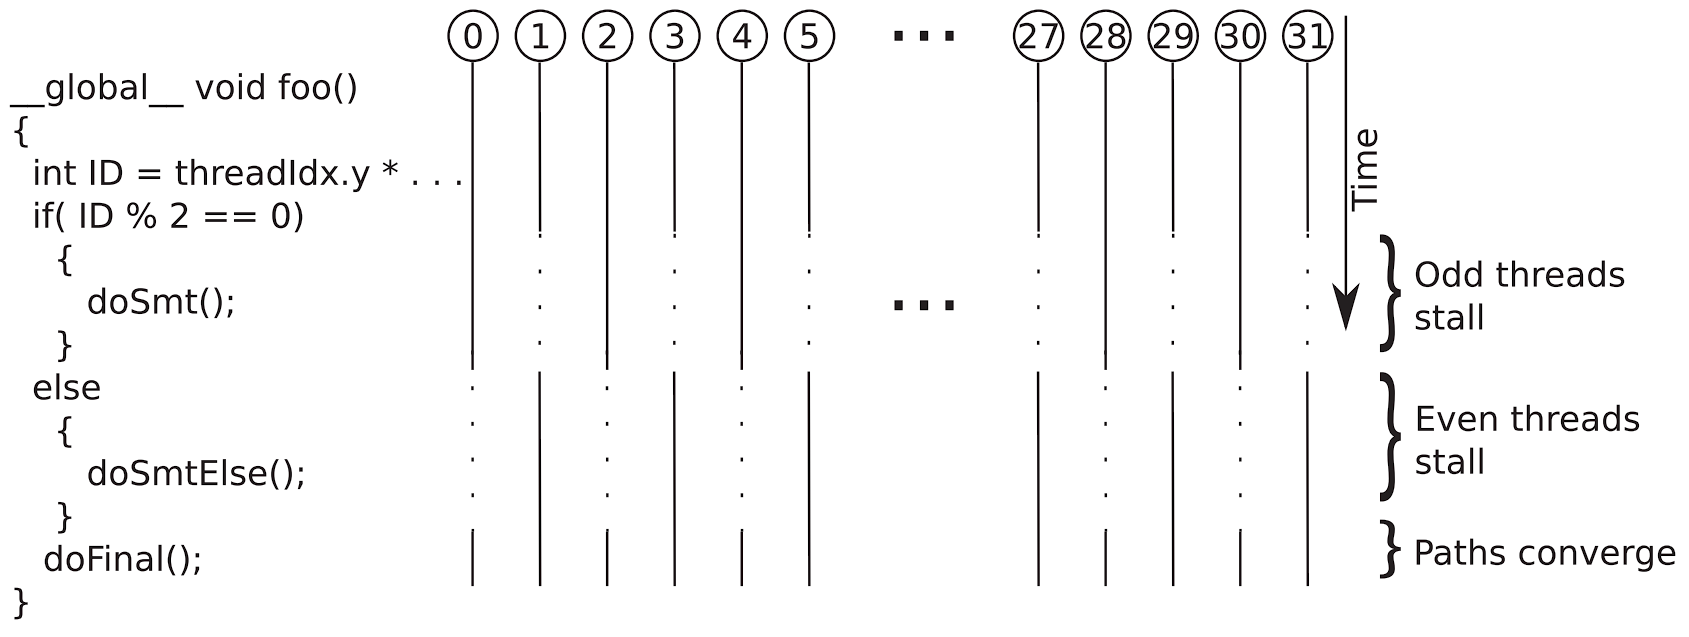 0 1 2 3 4 5 ... 27 28 29 30 31
__global__ void foo()
{
int ID = threadIdx.y * . . .
if( ID % 2 == 0)
{
doSmt();
}
else
{
doSmtElse();
}
doFinal();
}
...
Time
Odd threads
stall
Even threads
stall
Paths converge